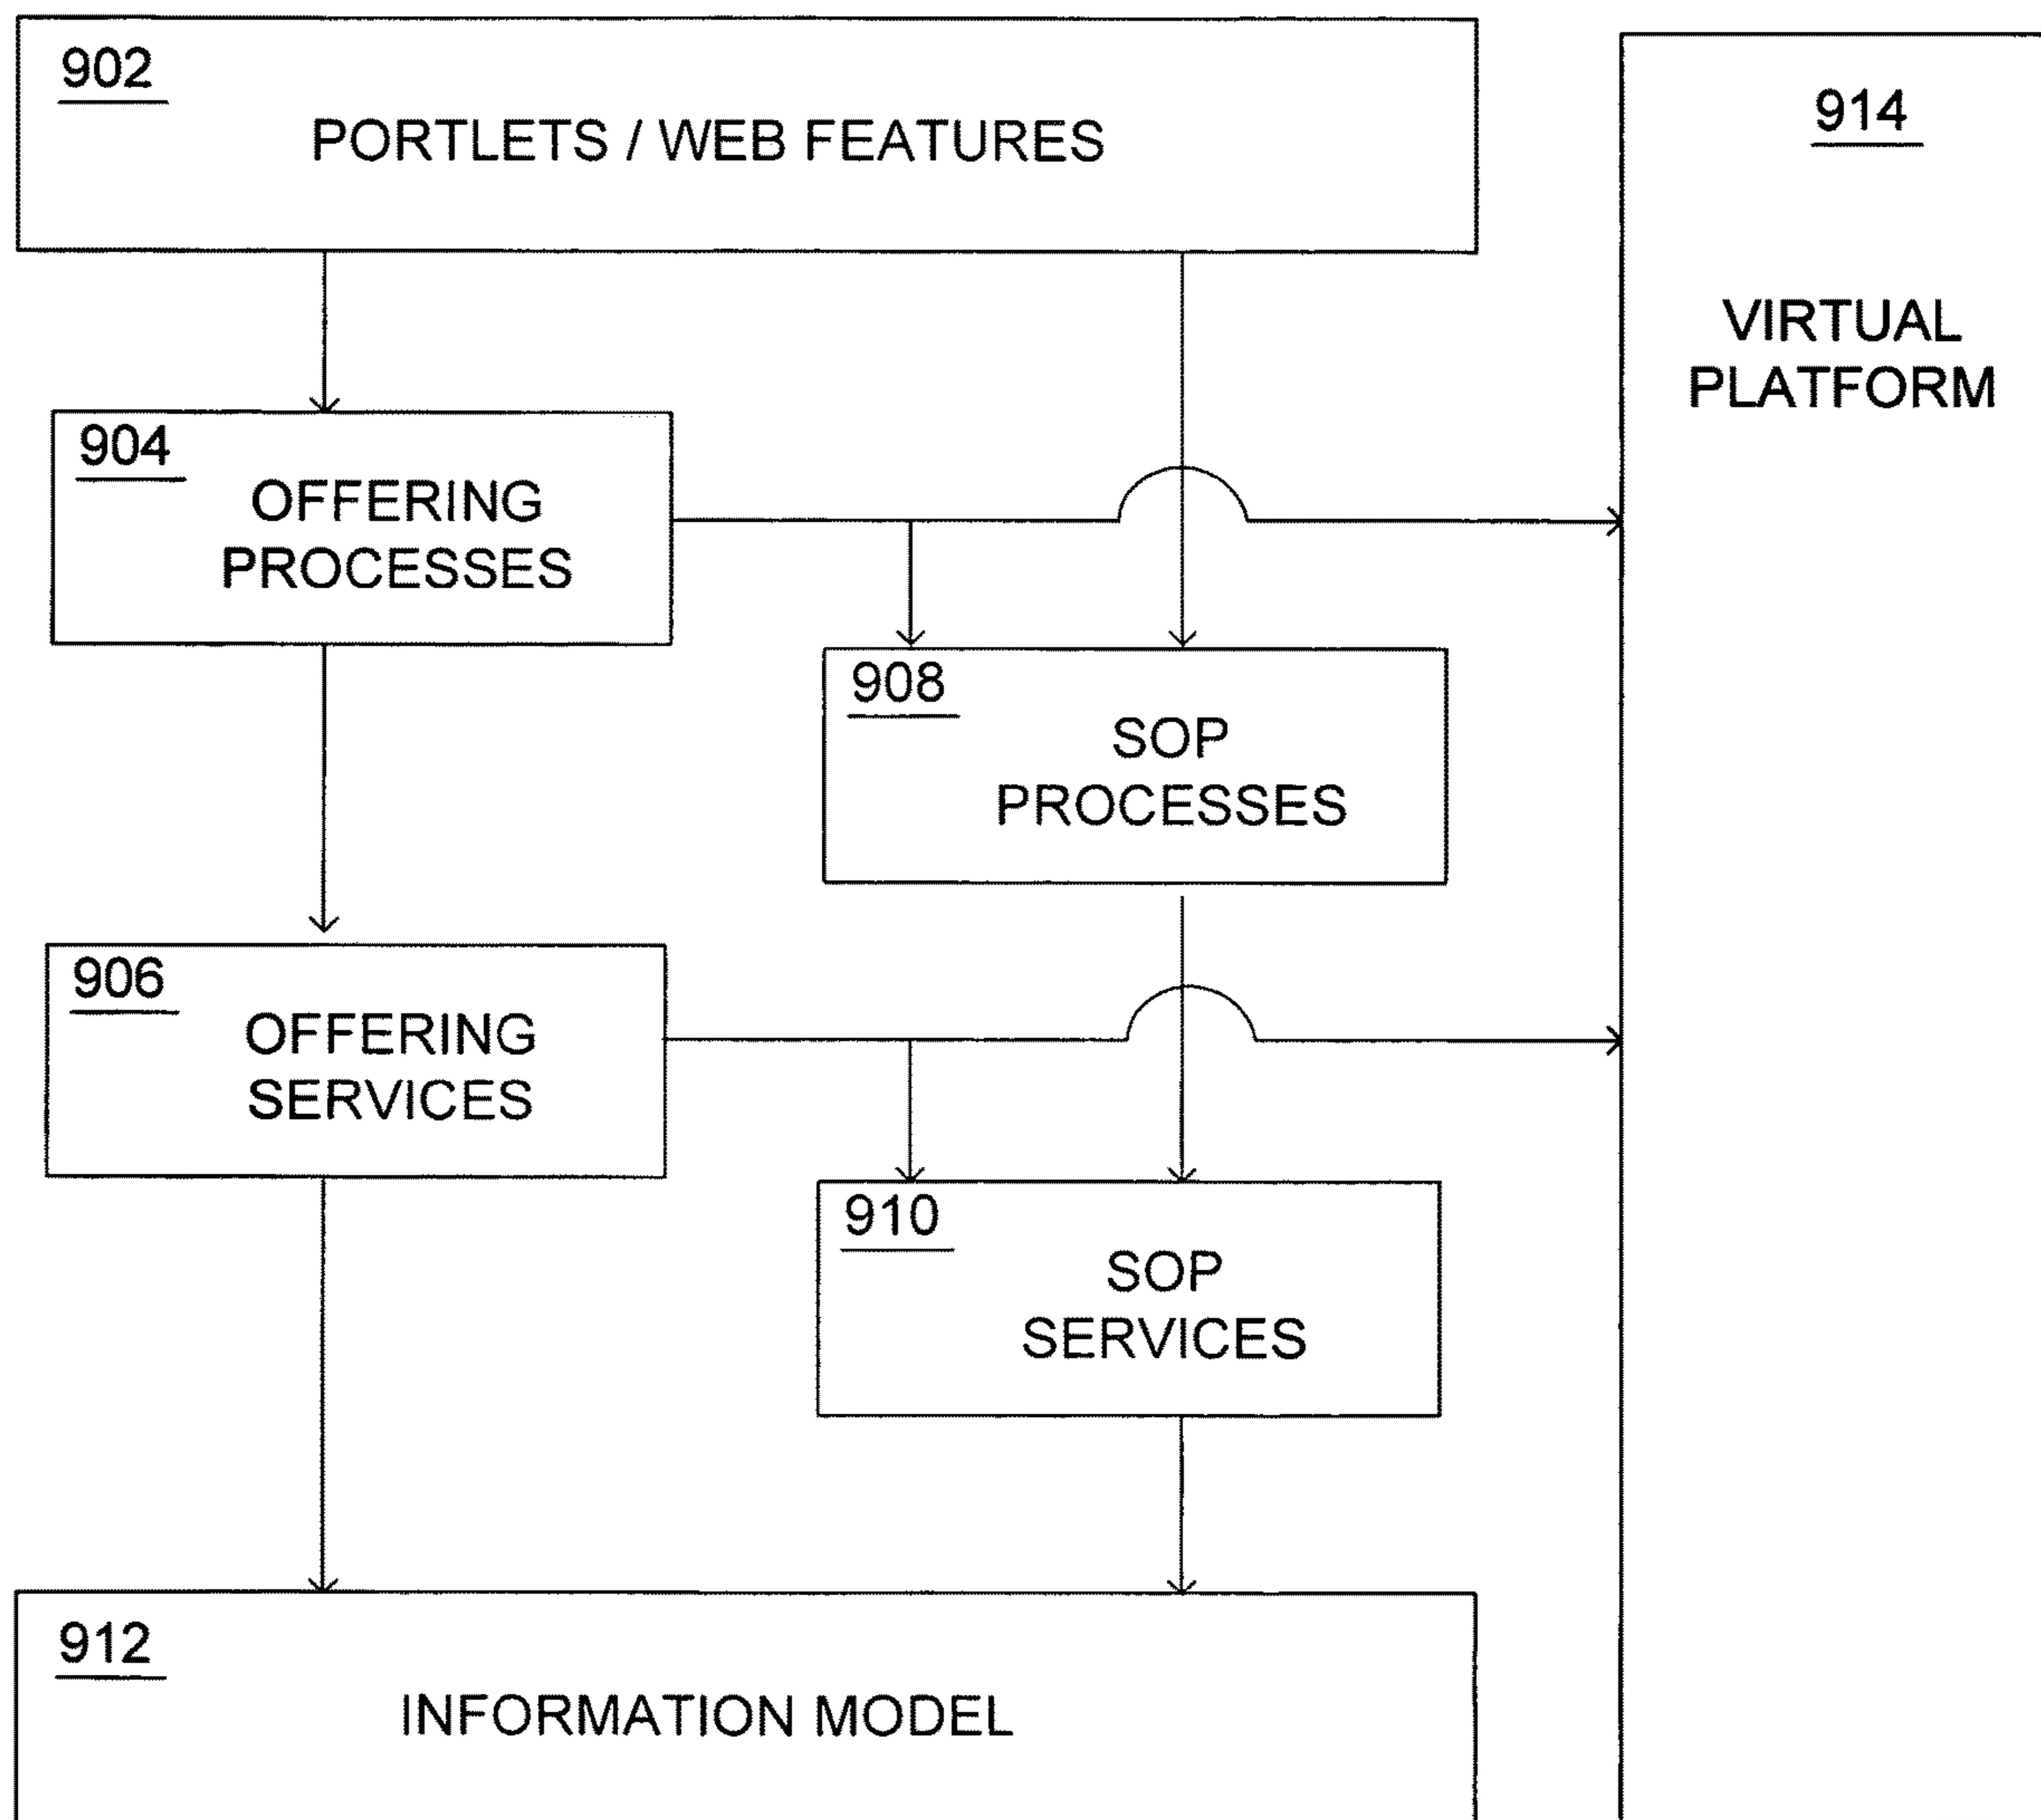 902
PORTLETS / WEB FEATURES
914
VIRTUAL
PLATFORM
904
OFFERING
PROCESSES
908
SOP
PROCESSES
906
OFFERING
SERVICES
910
SOP
SERVICES
912
INFORMATION MODEL